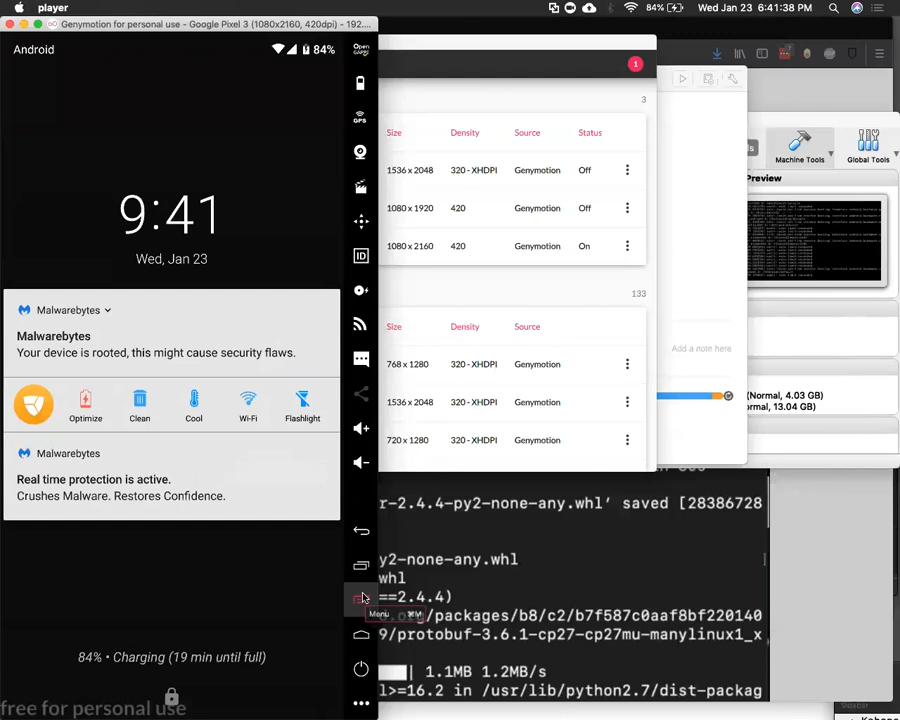 player
84%
6:41:38 PM
Genymotion for personal use - Google Pixel 3 (1080x2160, 420dpi) - 192....
Android
84%
9:41
Wed, Jan 23
Malwarebytes
Malwarebytes
Your device is rooted, this might cause security flaws.
Optimize
Clean
Cool
Wi-Fi
Flashlight
Malwarebytes
Real time protection is active.
Crushes Malware. Restores Confidence.
84% • Charging (19 min until full)
free for personal use
Open
GAPPS
GPS
ID
Menu ⌘M
1
3
Size Density Source Status
1536 x 2048 320 - XHDPI Genymotion Off
1080 x 1920 420 Genymotion Off
1080 x 2160 420 Genymotion On
133
Size Density Source
768 x 1280 320 - XHDPI Genymotion
1536 x 2048 320 - XHDPI Genymotion
720 x 1280 320 - XHDPI Genymotion
Add a note here
Machine Tools
Global Tools
Preview
(Normal, 4.03 GB)
ormal, 13.04 GB)
r-2.4.4-py2-none-any.whl’ saved [28386728
y2-none-any.whl
whl
==2.4.4)
.org/packages/b8/c2/b7f587c0aaf8bf220140
9/protobuf-3.6.1-cp27-cp27mu-manylinux1_x
| 1.1MB 1.2MB/s
l>=16.2 in /usr/lib/python2.7/dist-packag